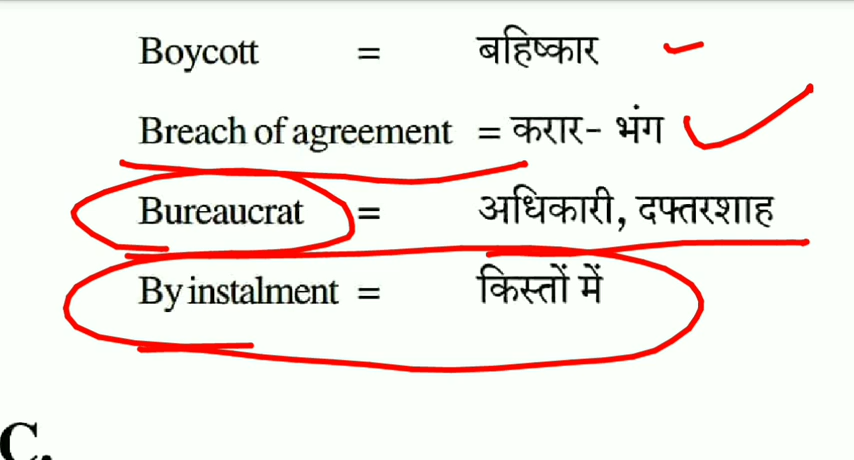 Boycott = बहिष्कार
Breach of agreement = करार- भंग
Bureaucrat = अधिकारी, दफ्तरशाह
By instalment = किस्तों में
C.